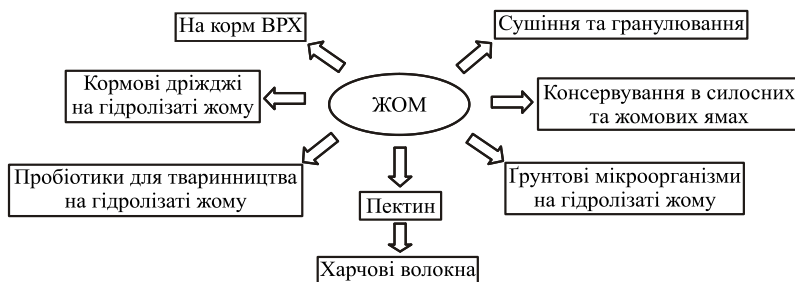 На корм ВРХ
Сушіння та гранулювання
Кормові дріжджі
на гідролізаті жому
ЖОМ
Консервування в силосних
та жомових ямах
Пробіотики для тваринництва
на гідролізаті жому
Ґрунтові мікроорганізми
на гідролізаті жому
Пектин
Харчові волокна